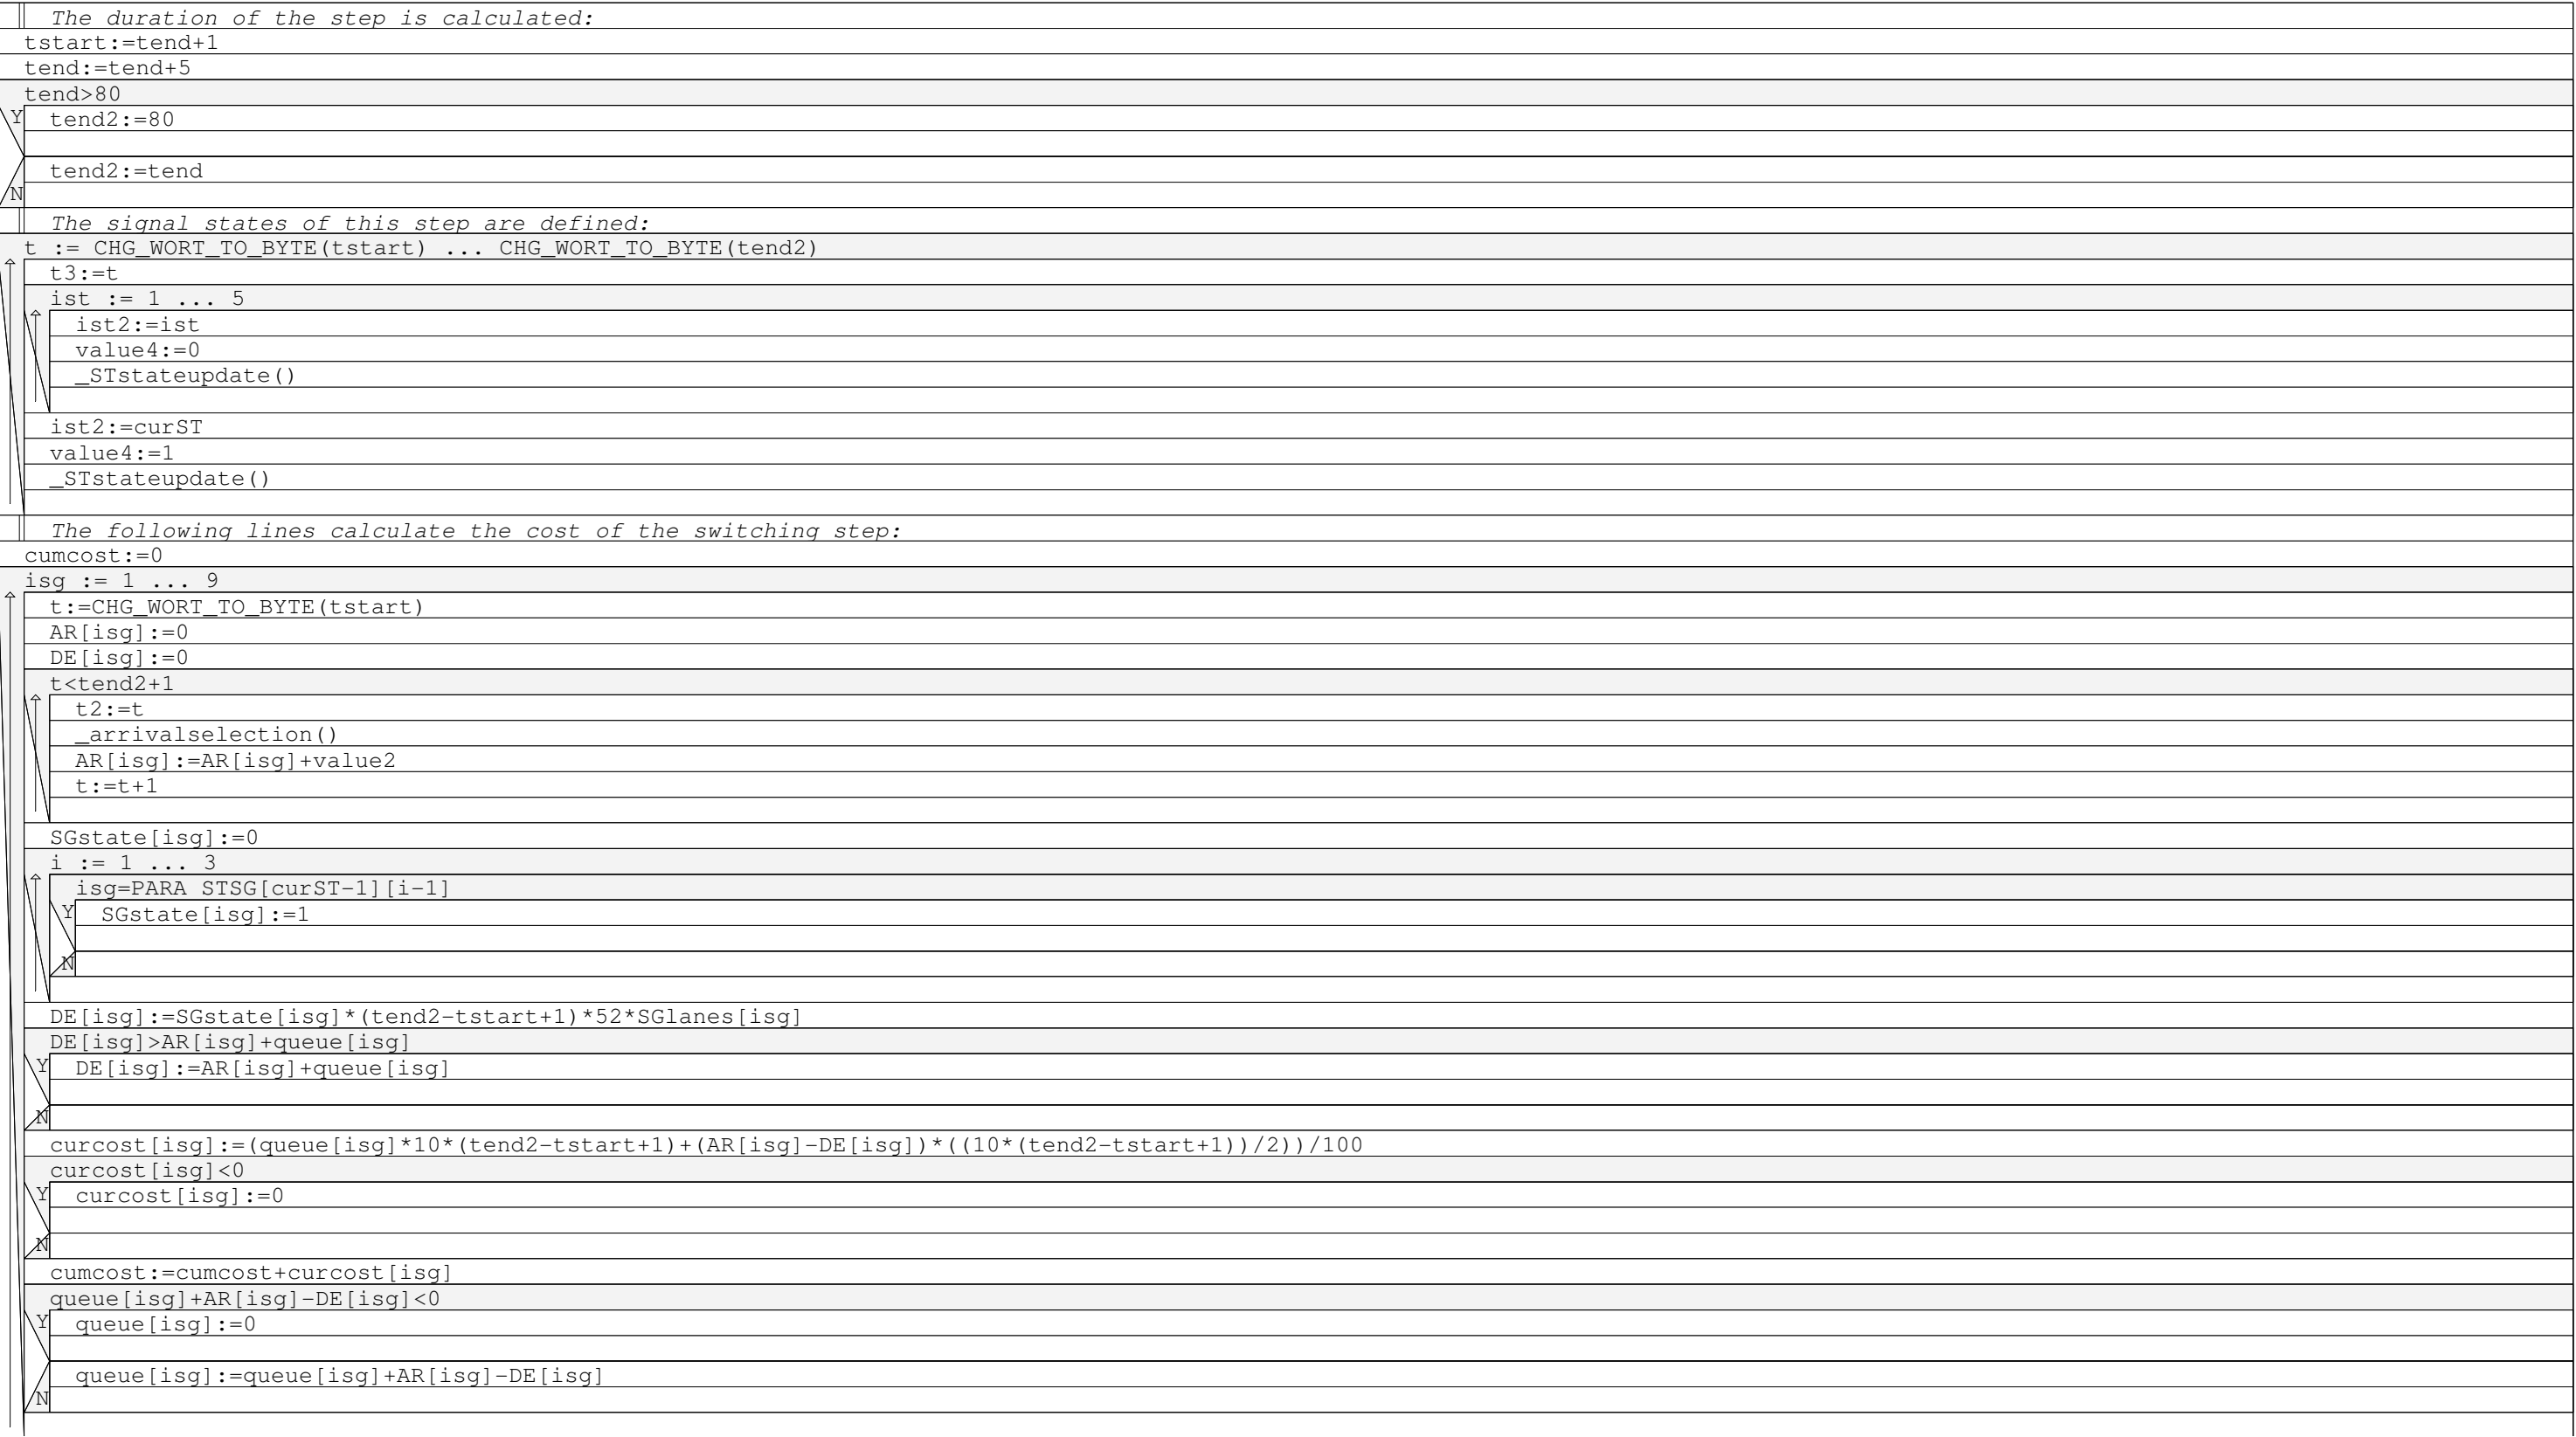 The duration of the step is calculated:
tstart:=tend+1
tend:=tend+5
tend>80
Y
tend2:=80
tend2:=tend
N
The signal states of this step are defined:
t := CHG_WORT_TO_BYTE(tstart) ... CHG_WORT_TO_BYTE(tend2)
t3:=t
ist := 1 ... 5
ist2:=ist
value4:=0
_STstateupdate()
ist2:=curST
value4:=1
_STstateupdate()
The following lines calculate the cost of the switching step:
cumcost:=0
isg := 1 ... 9
t:=CHG_WORT_TO_BYTE(tstart)
AR[isg]:=0
DE[isg]:=0
t<tend2+1
t2:=t
_arrivalselection()
AR[isg]:=AR[isg]+value2
t:=t+1
SGstate[isg]:=0
i := 1 ... 3
isg=PARA STSG[curST-1][i-1]
Y
SGstate[isg]:=1
N
DE[isg]:=SGstate[isg]*(tend2-tstart+1)*52*SGlanes[isg]
DE[isg]>AR[isg]+queue[isg]
Y
DE[isg]:=AR[isg]+queue[isg]
N
curcost[isg]:=(queue[isg]*10*(tend2-tstart+1)+(AR[isg]-DE[isg])*((10*(tend2-tstart+1))/2))/100
curcost[isg]<0
Y
curcost[isg]:=0
N
cumcost:=cumcost+curcost[isg]
queue[isg]+AR[isg]-DE[isg]<0
Y
queue[isg]:=0
queue[isg]:=queue[isg]+AR[isg]-DE[isg]
N